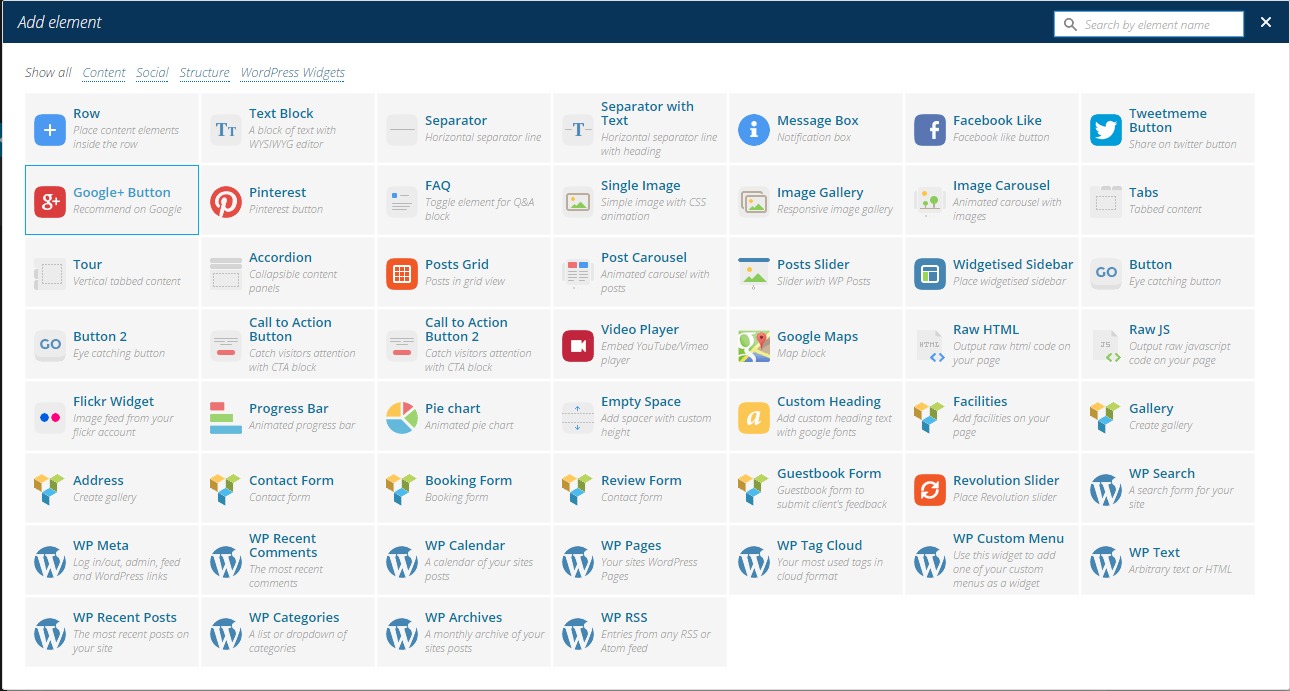 Add element
Search by element name
Show all Content Social Structure WordPress Widgets
Row
Place content elements
inside the row
TT
Text Block
A block of text with
WYSIWYG editor
Separator
Horizontal separator line
-T-
Separator with
Text
Horizontal separator line
with heading
i
Message Box
Notification box
f
Facebook Like
Facebook like button
Tweetmeme
Button
Share on twitter button
g+
Google+ Button
Recommend on Google
Pinterest
Pinterest button
FAQ
Toggle element for Q&A
block
Single Image
Simple image with CSS
animation
Image Gallery
Responsive image gallery
Image Carousel
Animated carousel with
images
Tabs
Tabbed content
Tour
Vertical tabbed content
Accordion
Collapsible content
panels
Posts Grid
Posts in grid view
Post Carousel
Animated carousel with
posts
Posts Slider
Slider with WP Posts
Widgetised Sidebar
Place widgetised sidebar
GO
Button
Eye catching button
GO
Button 2
Eye catching button
Call to Action
Button
Catch visitors attention
with CTA block
Call to Action
Button 2
Catch visitors attention
with CTA block
Video Player
Embed YouTube/Vimeo
player
g
Google Maps
Map block
HTML
<>
Raw HTML
Output raw html code on
your page
JS
<>
Raw JS
Output raw javascript
code on your page
Flickr Widget
Image feed from your
flickr account
Progress Bar
Animated progress bar
Pie chart
Animated pie chart
Empty Space
Add spacer with custom
height
a
Custom Heading
Add custom heading text
with google fonts
Facilities
Add facilities on your
page
Gallery
Create gallery
Address
Create gallery
Contact Form
Contact form
Booking Form
Booking form
Review Form
Contact form
Guestbook Form
Guestbook form to
submit client's feedback
Revolution Slider
Place Revolution slider
WP Search
A search form for your
site
WP Meta
Log in/out, admin, feed
and WordPress links
WP Recent
Comments
The most recent
comments
WP Calendar
A calendar of your sites
posts
WP Pages
Your sites WordPress
Pages
WP Tag Cloud
Your most used tags in
cloud format
WP Custom Menu
Use this widget to add
one of your custom
menus as a widget
WP Text
Arbitrary text or HTML
WP Recent Posts
The most recent posts on
your site
WP Categories
A list or dropdown of
categories
WP Archives
A monthly archive of your
sites posts
WP RSS
Entries from any RSS or
Atom feed